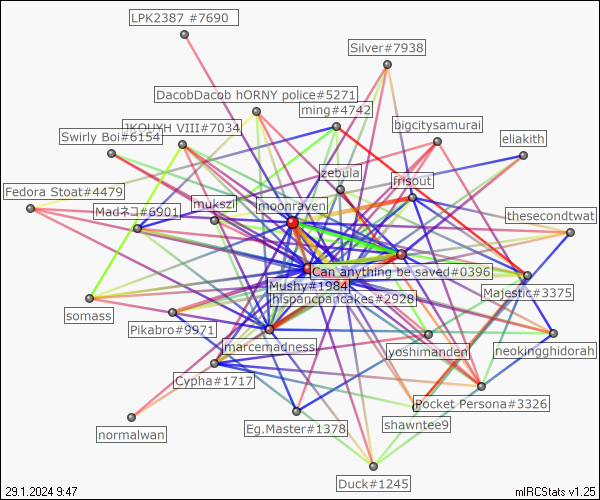 LPK2387 #7690
Silver#7938
DacobDacob hORNY police#5271
ming#4742
JKOUYH VIII#7034
bigcitysamurai
Swirly Boi#6154
eliakith
zebula
frisout
Fedora Stoat#4479
mukszi
moonraven
Madネコ#6901
thesecondtwat
Can anything be saved#0396
Mushy#1984
hispancpancakes#2928
Majestic#3375
somass
Pikabro#9971
marcemadness
yoshimanden
neokingghidorah
Cypha#1717
Pocket Persona#3326
shawntee9
normalwan
Eg.Master#1378
Duck#1245
29.1.2024 9:47
mIRCStats v1.25